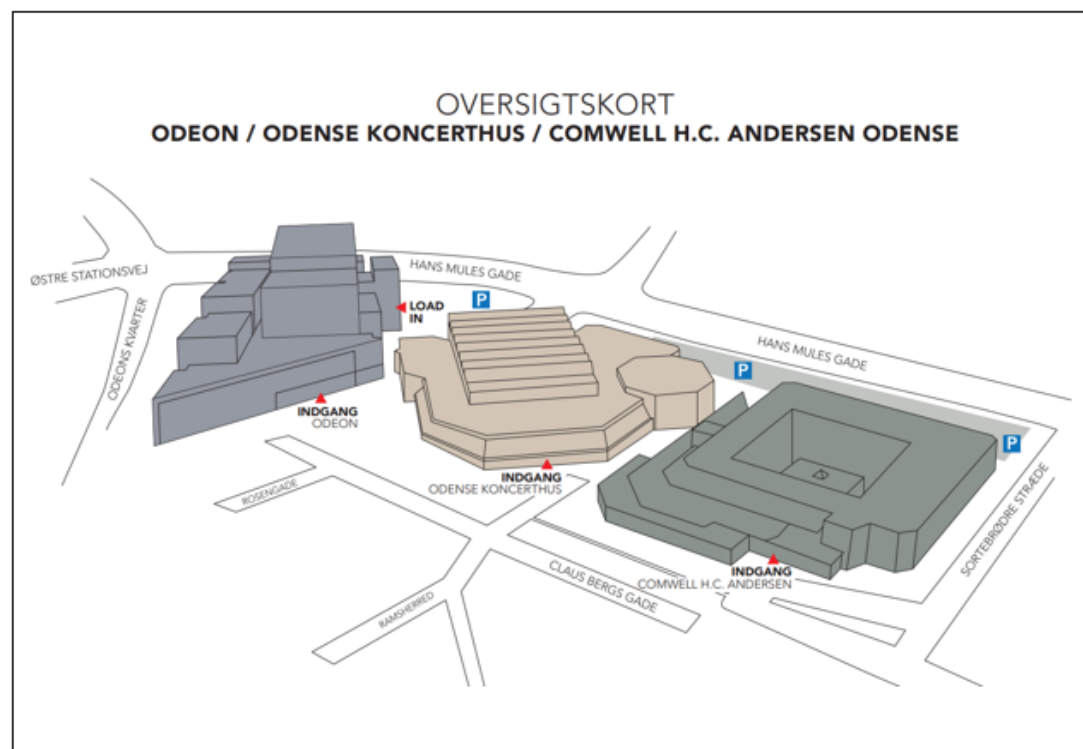 OVERSIGTSKORT
ODEON / ODENSE KONCERTHUS / COMWELL H.C. ANDERSEN ODENSE
ØSTRE STATIONSVEJ
HANS MULES GADE
P
LOAD
IN
ODEONS KVARTER
HANS MULES GADE
P
INDGANG
ODEON
P
INDGANG
ODENSE KONCERTHUS
ROSENGADE
SORTEBRØDRE STRÆDE
INDGANG
COMWELL H.C. ANDERSEN
CLAUS BERGS GADE
RAMSHERRED